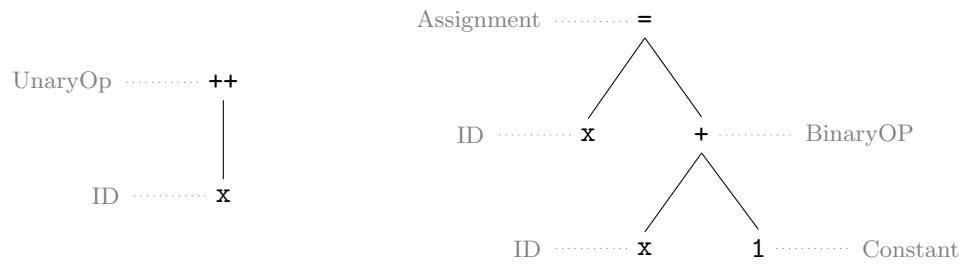 Assignment =
UnaryOp ++
ID x + BinaryOP
ID x
ID x 1 Constant